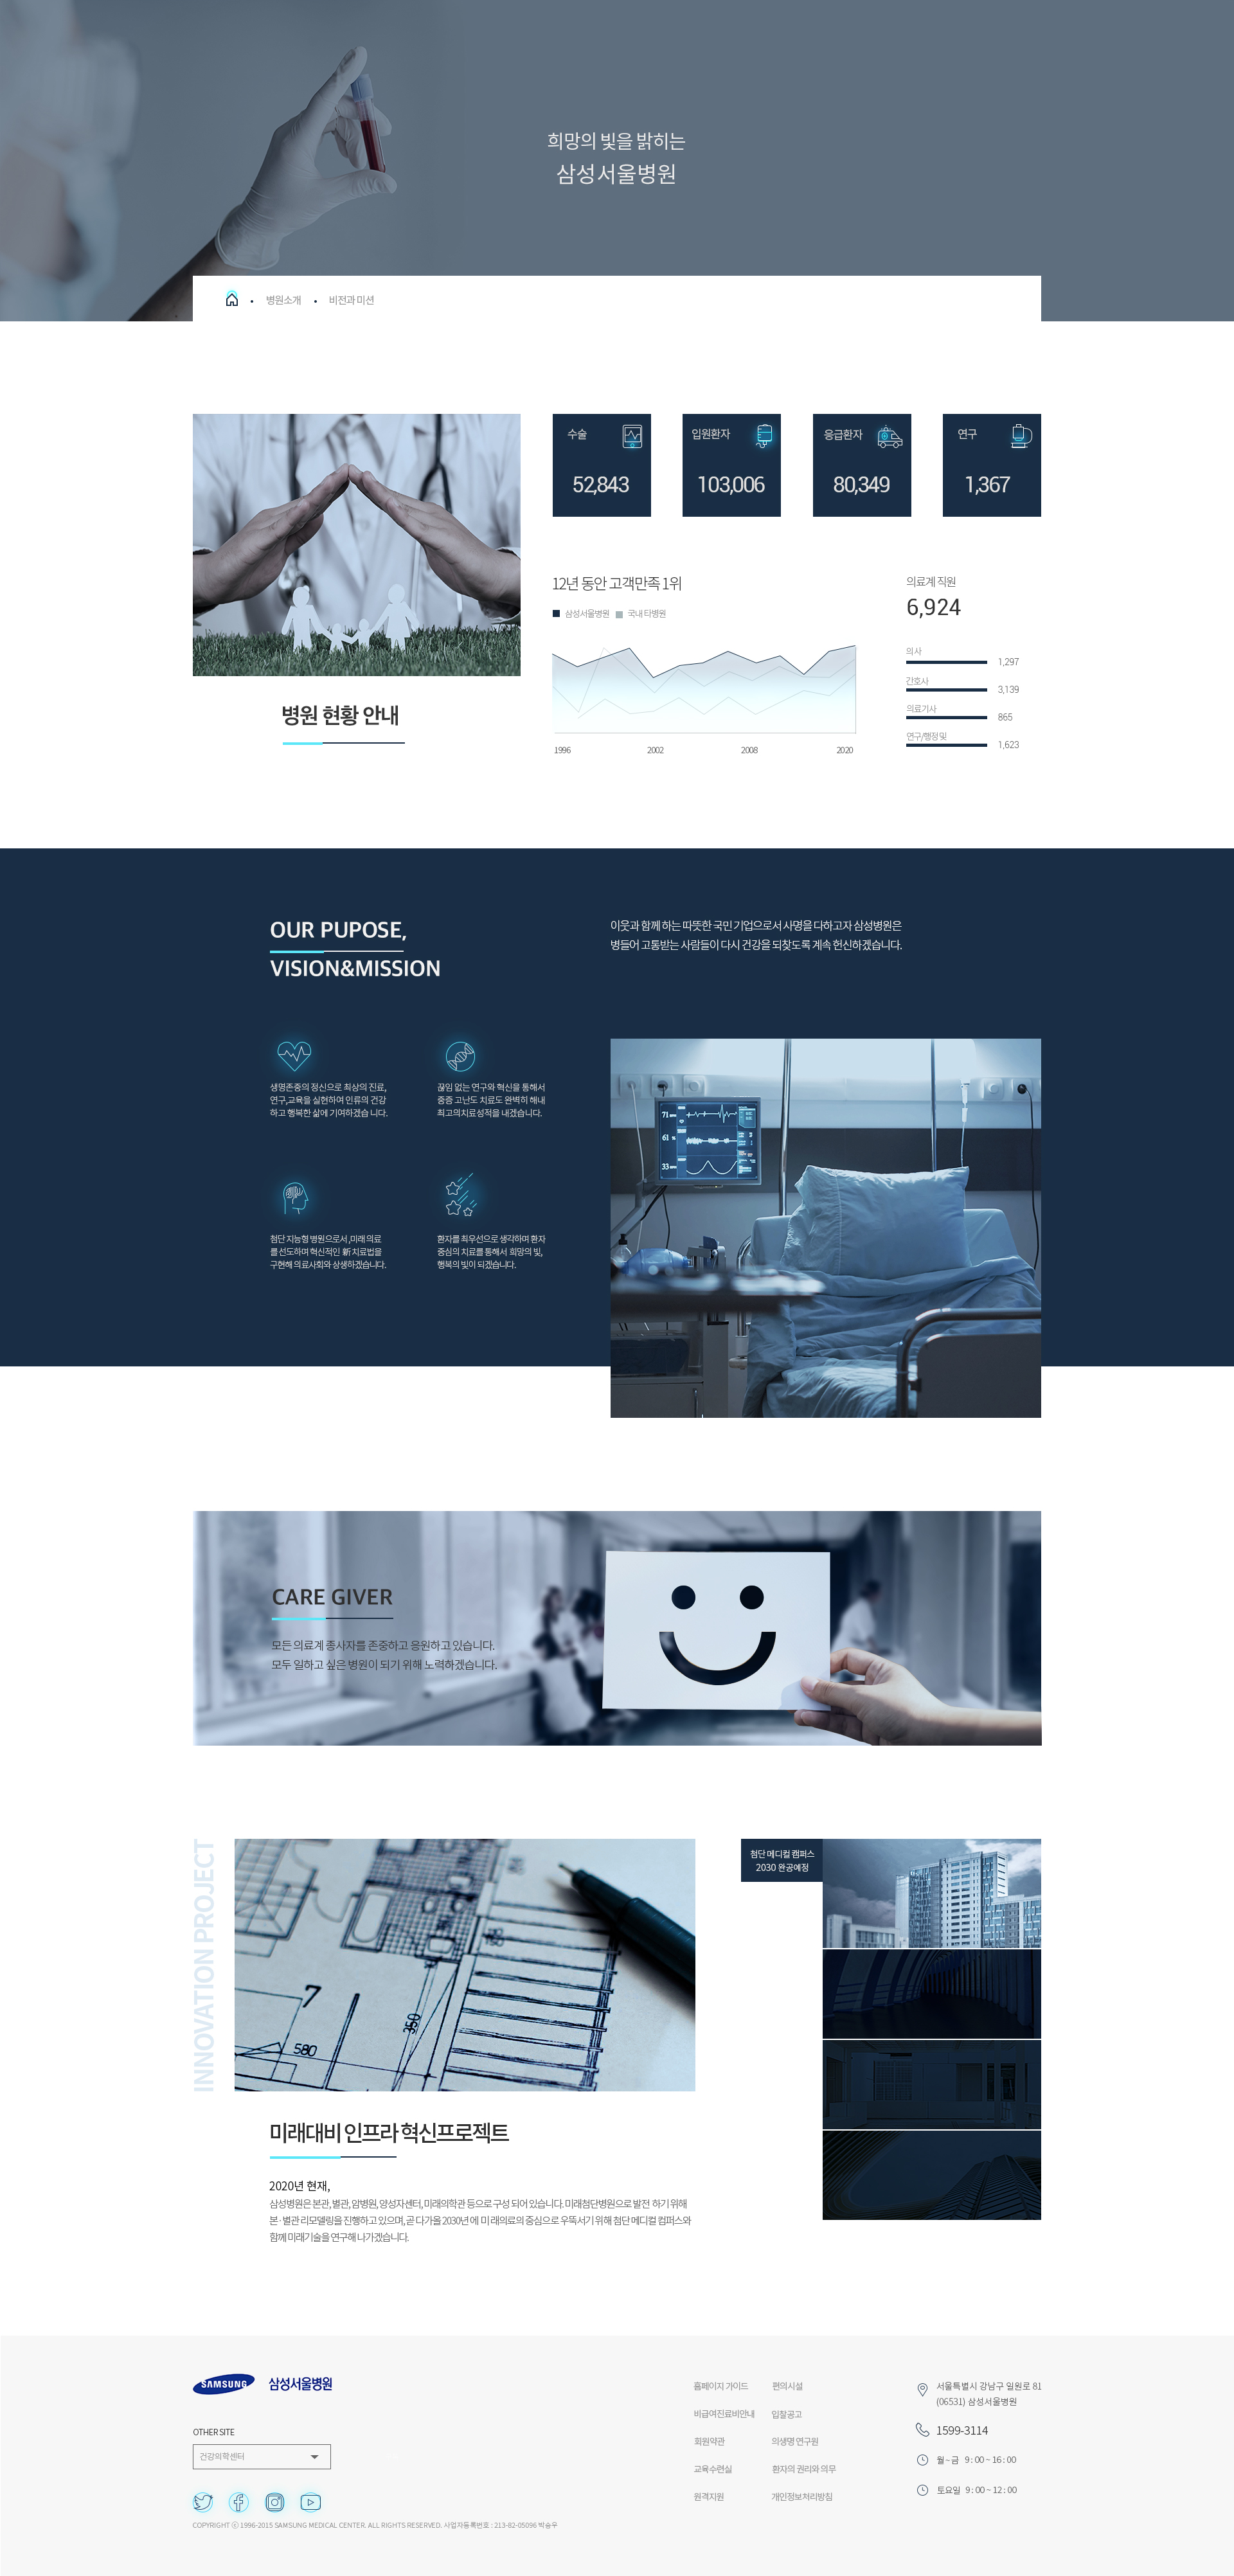 희망의 빛을 밝히는
삼성서울병원
병원소개
비전과 미션
수술
52,843
입원환자
103,006
응급환자
80,349
연구
1,367
병원 현황 안내
12년 동안 고객만족 1위
삼성서울병원 국내 타병원
1996 2002 2008 2020
의료계 직원
6,924
의사
1,297
간호사
3,139
의료기사
865
연구/행정 및
1,623
OUR PUPOSE,
VISION&MISSION
이웃과 함께 하는 따뜻한 국민 기업으로서 사명을 다하고자 삼성병원은
병들어 고통받는 사람들이 다시 건강을 되찾도록 계속 헌신하겠습니다.
생명존중의 정신으로 최상의 진료,
연구,교육을 실현하여 인류의 건강
하고 행복한 삶에 기여하겠습 니다.
끊임 없는 연구와 혁신을 통해서
중증 고난도 치료도 완벽히 해내
최고의치료성적을 내겠습니다.
첨단 지능형 병원으로서 ,미래 의료
를 선도하며 혁신적인 新 치료법을
구현해 의료사회와 상생하겠습니다.
환자를 최우선으로 생각하며 환자
중심의 치료를 통해서 희망의 빛,
행복의 빛이 되겠습니다.
71
61
33
CARE GIVER
모든 의료계 종사자를 존중하고 응원하고 있습니다.
모두 일하고 싶은 병원이 되기 위해 노력하겠습니다.
INNOVATION PROJECT
7
350
580
첨단 메디컬 캠퍼스
2030 완공예정
미래대비 인프라 혁신프로젝트
2020년 현재,
삼성병원은 본관, 별관, 암병원, 양성자센터, 미래의학관 등으로 구성 되어 있습니다. 미래첨단병원으로 발전 하기 위해
본 · 별관 리모델링을 진행하고 있으며, 곧 다가올 2030년 에 미 래의료의 중심으로 우뚝서기 위해 첨단 메디컬 컴퍼스와
함께 미래기술을 연구해 나가겠습니다.
SAMSUNG 삼성서울병원
OTHER SITE
건강의학센터
COPYRIGHT ⓒ 1996-2015 SAMSUNG MEDICAL CENTER. ALL RIGHTS RESERVED. 사업자등록번호 : 213-82-05096 박승우
홈페이지 가이드 편의시설
비급여진료비안내 입찰공고
회원약관 의생명 연구원
교육수련실 환자의 권리와 의무
원격지원 개인정보처리방침
서울특별시 강남구 일원로 81
(06531) 삼성서울병원
1599-3114
월 ~ 금 9 : 00 ~ 16 : 00
토요일 9 : 00 ~ 12 : 00